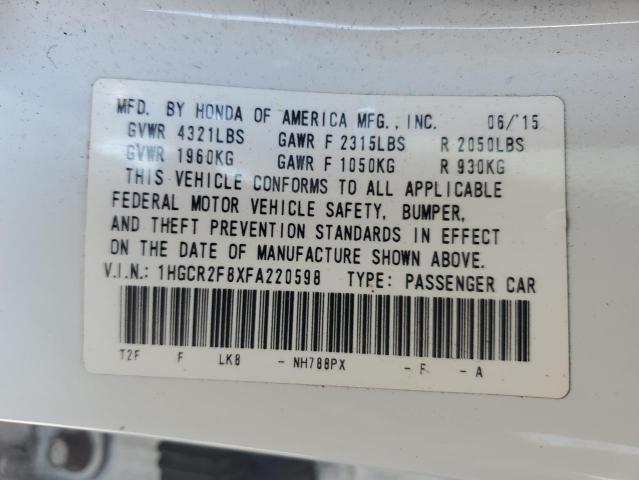 MFD. BY HONDA OF AMERICA MFG., INC. 06/15
GVWR 4321LBS GAWR F 2315LBS R 2050LBS
GVWR 1960KG GAWR F 1050KG R 930KG
THIS VEHICLE CONFORMS TO ALL APPLICABLE
FEDERAL MOTOR VEHICLE SAFETY, BUMPER,
AND THEFT PREVENTION STANDARDS IN EFFECT
ON THE DATE OF MANUFACTURE SHOWN ABOVE.
V.I.N.: 1HGCR2F8XFA220598 TYPE: PASSENGER CAR
T2F F LK8 - NH788PX - F - A